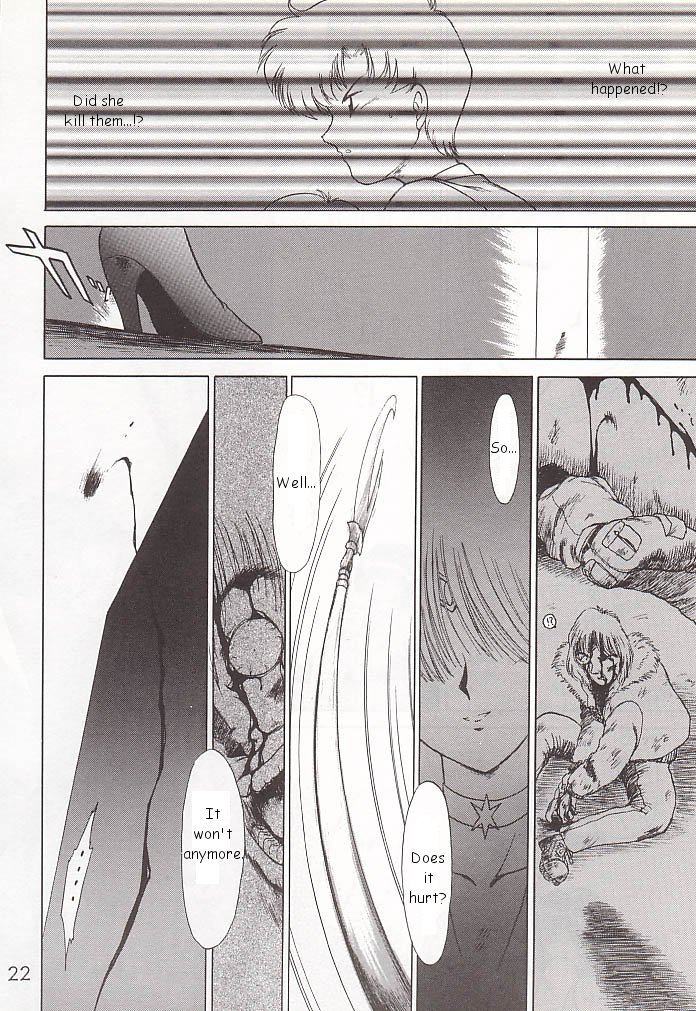 What
happened!?
Did she
kill them...!?
So...
!?
Does
it
hurt?
Well...
It
won't
anymore.
22